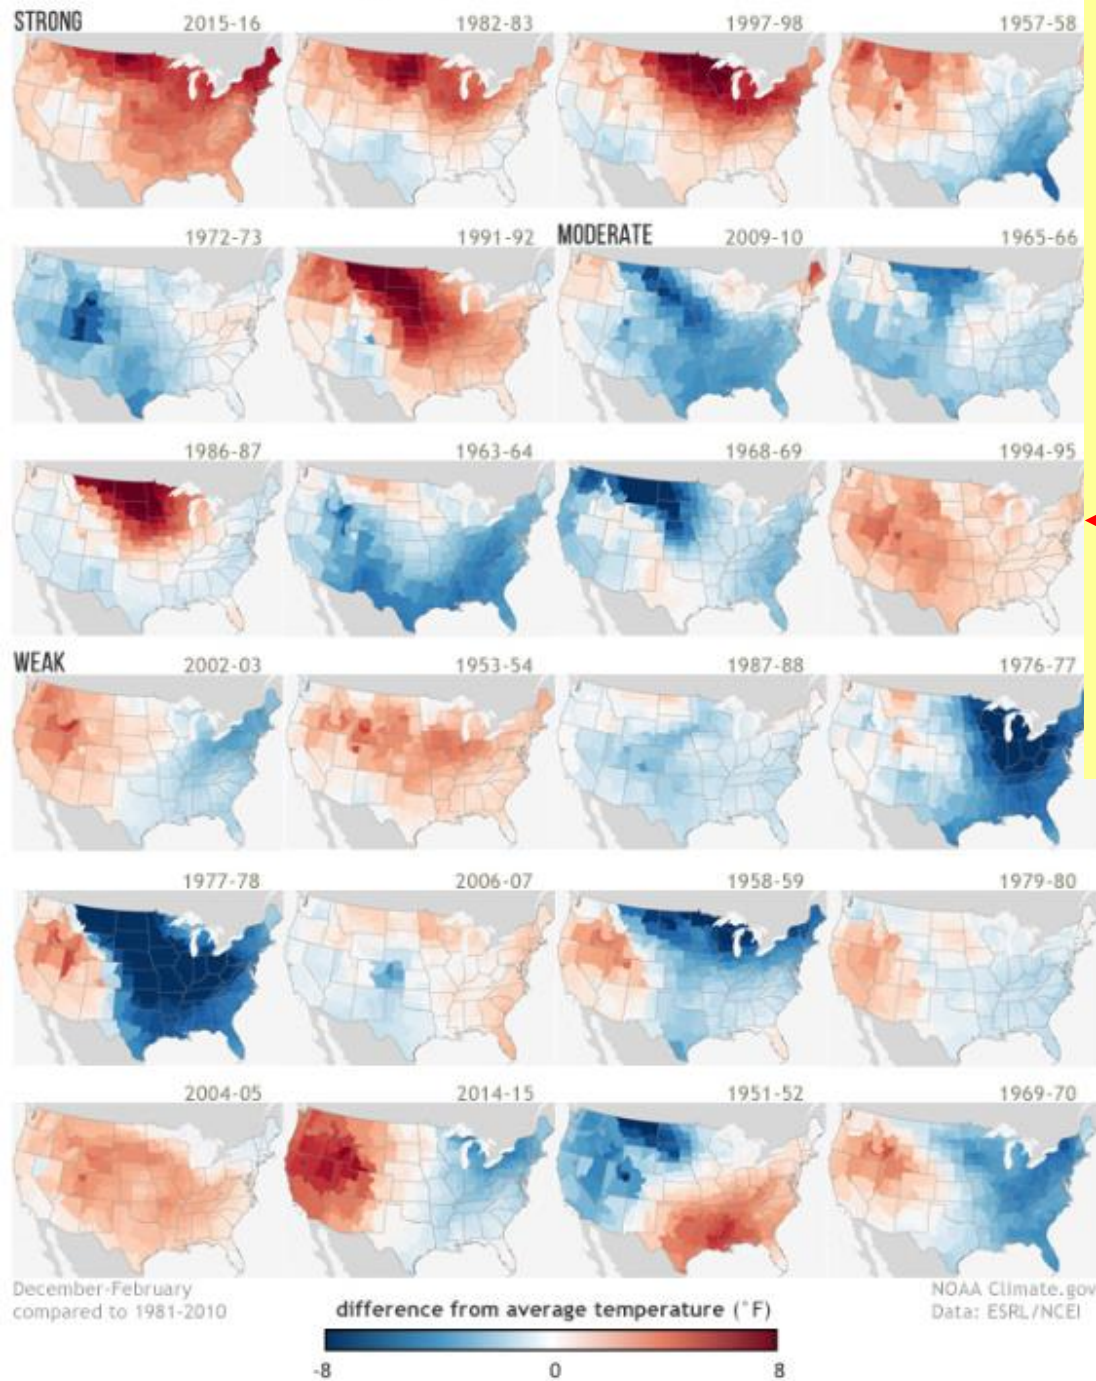 STRONG 2015-16 1982-83 1997-98 1957-58
1972-73 1991-92 MODERATE 2009-10 1965-66
1986-87 1963-64 1968-69 1994-95
WEAK 2002-03 1953-54 1987-88 1976-77
1977-78 2006-07 1958-59 1979-80
2004-05 2014-15 1951-52 1969-70
December-February
compared to 1981-2010
difference from average temperature (°F)
-8 0 8
NOAA Climate.gov
Data: ESRL/NCEI